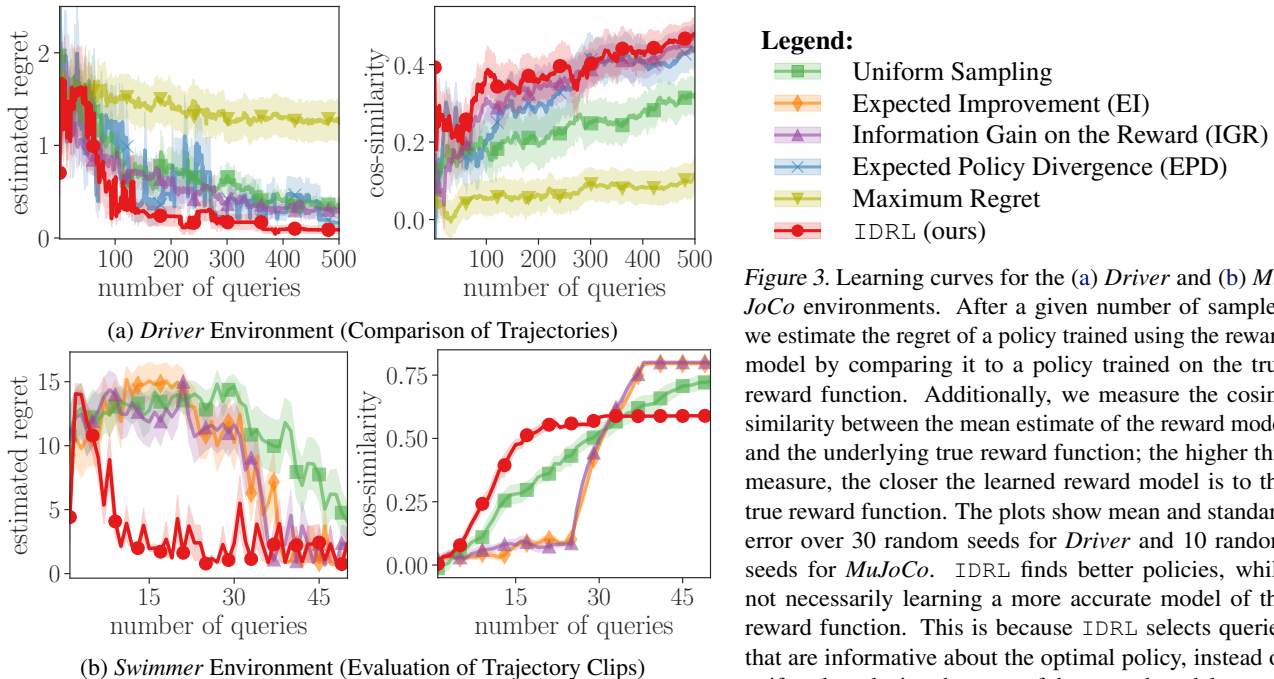 estimated regret
2
1
0
100 200 300 400 500
number of queries
cos-similarity
0.4
0.2
0.0
100 200 300 400 500
number of queries
(a) Driver Environment (Comparison of Trajectories)
estimated regret
15
10
5
0
15 30 45
number of queries
cos-similarity
0.75
0.50
0.25
0.00
15 30 45
number of queries
(b) Swimmer Environment (Evaluation of Trajectory Clips)
Legend:
Uniform Sampling
Expected Improvement (EI)
Information Gain on the Reward (IGR)
Expected Policy Divergence (EPD)
Maximum Regret
IDRL (ours)
Figure 3. Learning curves for the (a) Driver and (b) M
JoCo environments. After a given number of sample
we estimate the regret of a policy trained using the rewar
model by comparing it to a policy trained on the tru
reward function. Additionally, we measure the cosin
similarity between the mean estimate of the reward mode
and the underlying true reward function; the higher thi
measure, the closer the learned reward model is to th
true reward function. The plots show mean and standar
error over 30 random seeds for Driver and 10 rando
seeds for MuJoCo. IDRL finds better policies, whil
not necessarily learning a more accurate model of th
reward function. This is because IDRL selects querie
that are informative about the optimal policy, instead o